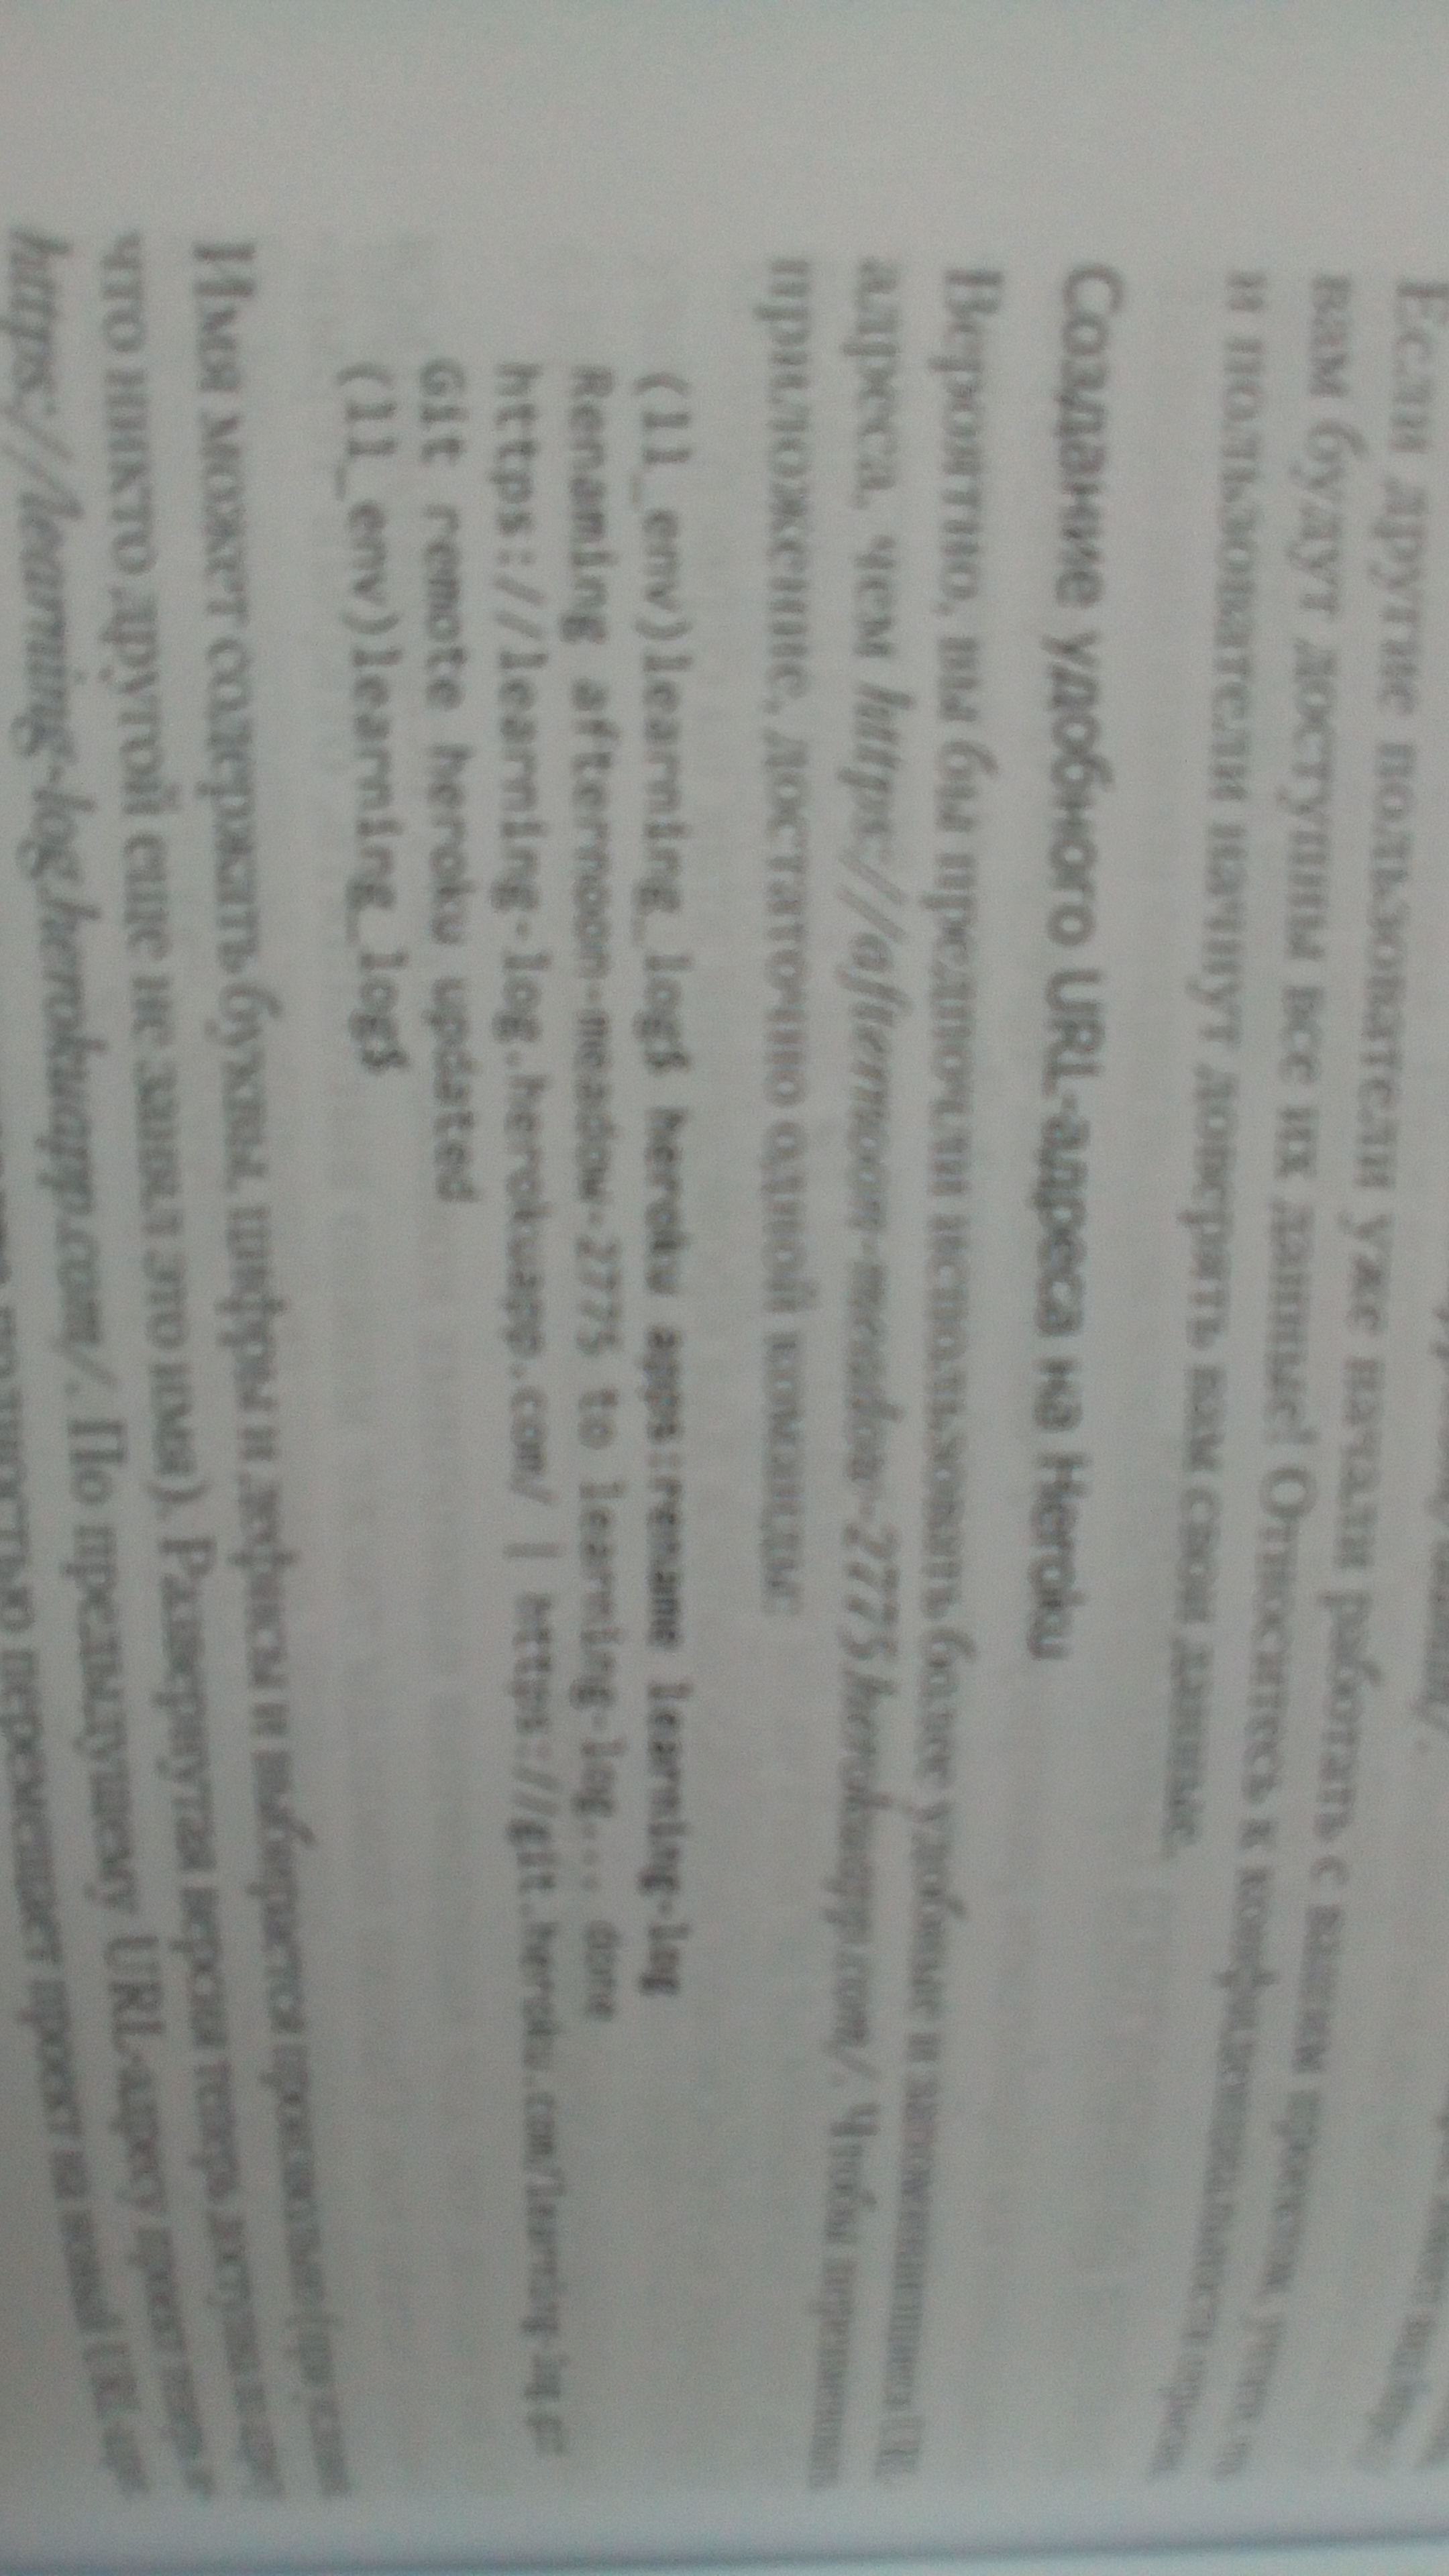 Если другие пользователи уже начали работать с вашим проектом, учтите, что
вам будут доступны все их данные! Относитесь к конфиденциальности серьезно,
и пользователи начнут доверять вам свои данные.
Создание удобного URL-адреса на Heroku
Вероятно, вы бы предпочли использовать более удобные и запоминающиеся URL-
адреса, чем https://afternoon-meadow-2775.herokuapp.com/. Чтобы переименовать
приложение, достаточно одной команды:
(ll_env)learning_log$ heroku apps:rename learning-log
Renaming afternoon-meadow-2775 to learning-log... done
https://learning-log.herokuapp.com/ | https://git.heroku.com/learning-log.git
Git remote heroku updated
(ll_env)learning_log$
Имя может содержать буквы, цифры и дефисы и выбирается произвольно (при условии,
что никто другой еще не занял это имя). Развернутая версия теперь доступна по адресу
https://learning-log.herokuapp.com/. По предыдущему URL-адресу проект теперь не
полностью перемещает проект на новый URL-адрес